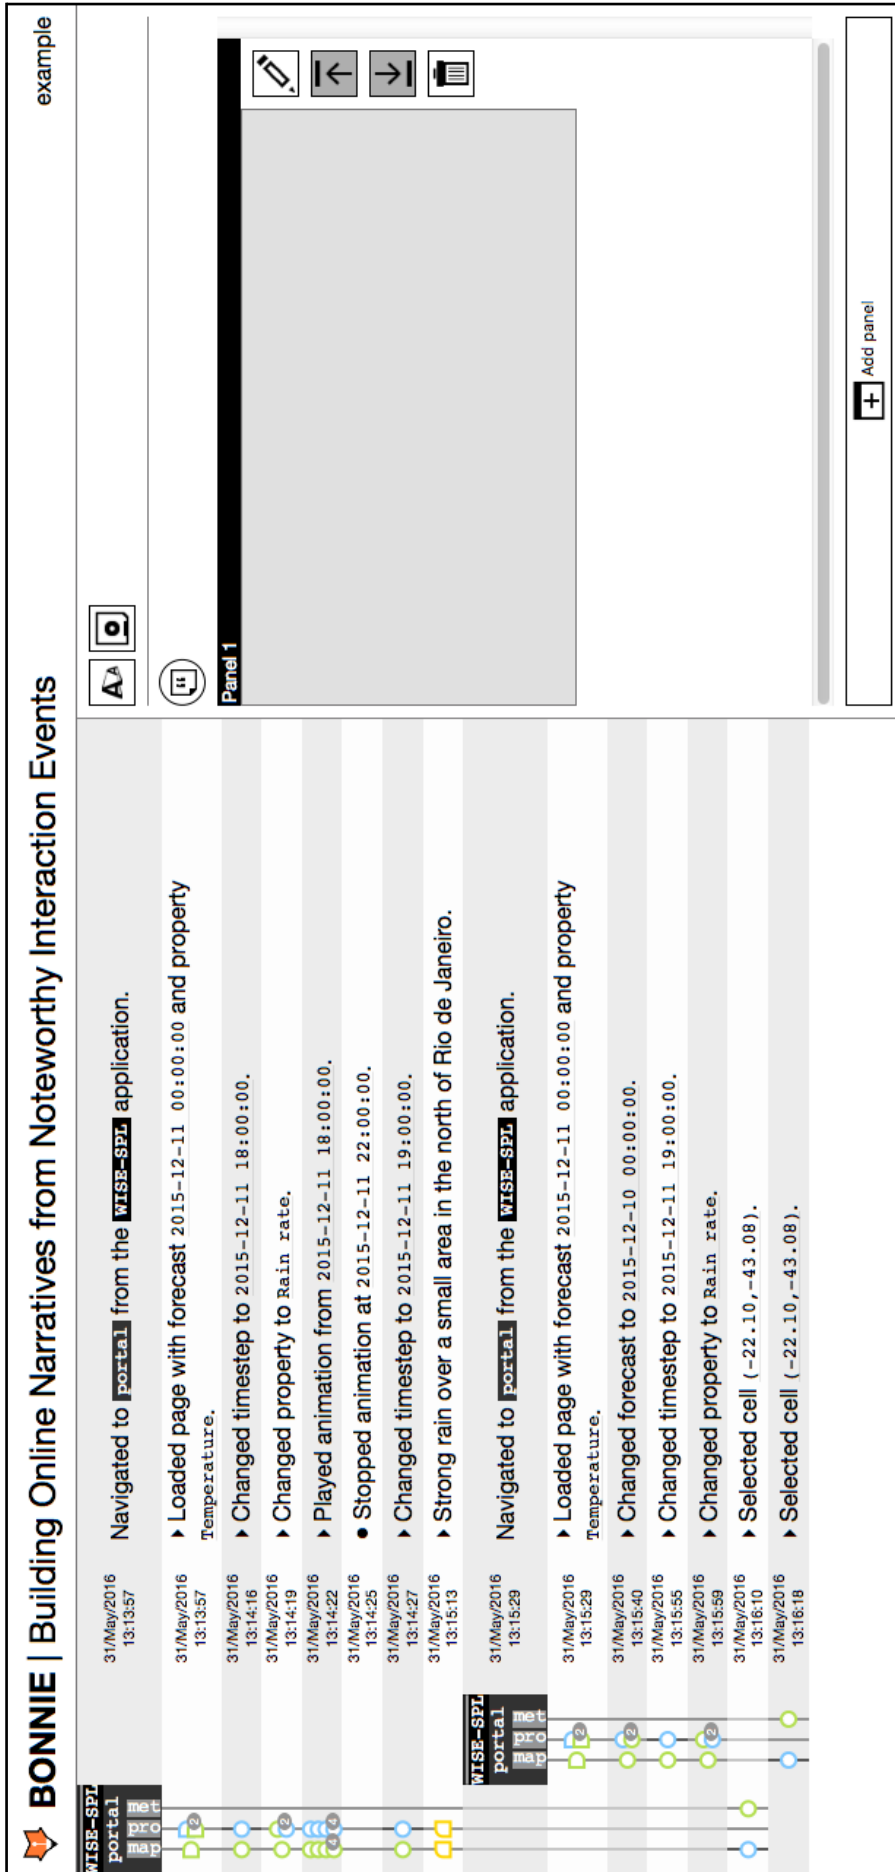 BONNIE | Building Online Narratives from Noteworthy Interaction Events
example
WISE-SPL
portal
map pro met
31/May/2016
13:13:57
Navigated to portal from the WISE-SPL application.
31/May/2016
13:13:57
Loaded page with forecast 2015-12-11 00:00:00 and property
Temperature.
2
31/May/2016
13:14:16
Changed timestep to 2015-12-11 18:00:00.
31/May/2016
13:14:19
Changed property to Rain rate.
2
31/May/2016
13:14:22
Played animation from 2015-12-11 18:00:00.
4 4
31/May/2016
13:14:25
Stopped animation at 2015-12-11 22:00:00.
31/May/2016
13:14:27
Changed timestep to 2015-12-11 19:00:00.
31/May/2016
13:15:13
Strong rain over a small area in the north of Rio de Janeiro.
WISE-SPL
portal
map pro met
31/May/2016
13:15:29
Navigated to portal from the WISE-SPL application.
31/May/2016
13:15:29
Loaded page with forecast 2015-12-11 00:00:00 and property
Temperature.
2
31/May/2016
13:15:40
Changed forecast to 2015-12-10 00:00:00.
2
31/May/2016
13:15:55
Changed timestep to 2015-12-11 19:00:00.
31/May/2016
13:15:59
Changed property to Rain rate.
2
31/May/2016
13:16:10
Selected cell (-22.10,-43.08).
31/May/2016
13:16:18
Selected cell (-22.10,-43.08).
AA
Panel 1
Add panel